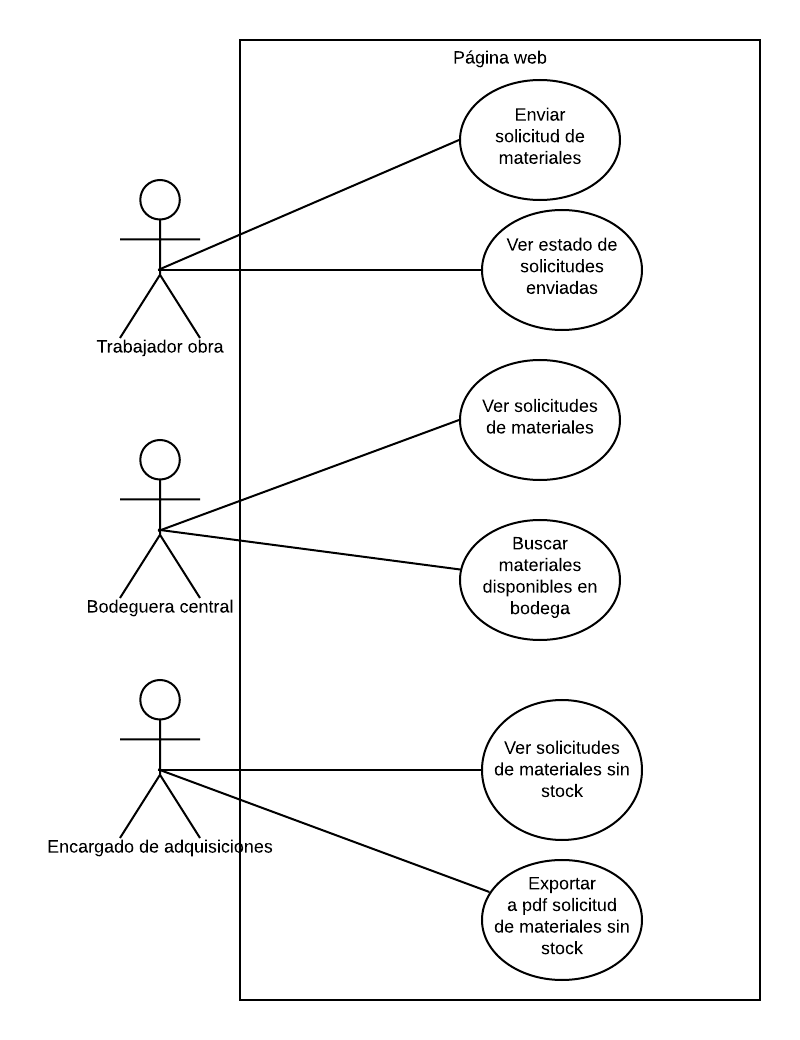 Página web
Enviar
solicitud de
materiales
Ver estado de
solicitudes
enviadas
Trabajador obra
Ver solicitudes
de materiales
Buscar
materiales
disponibles en
bodega
Bodeguera central
Ver solicitudes
de materiales sin
stock
Encargado de adquisiciones
Exportar
a pdf solicitud
de materiales sin
stock